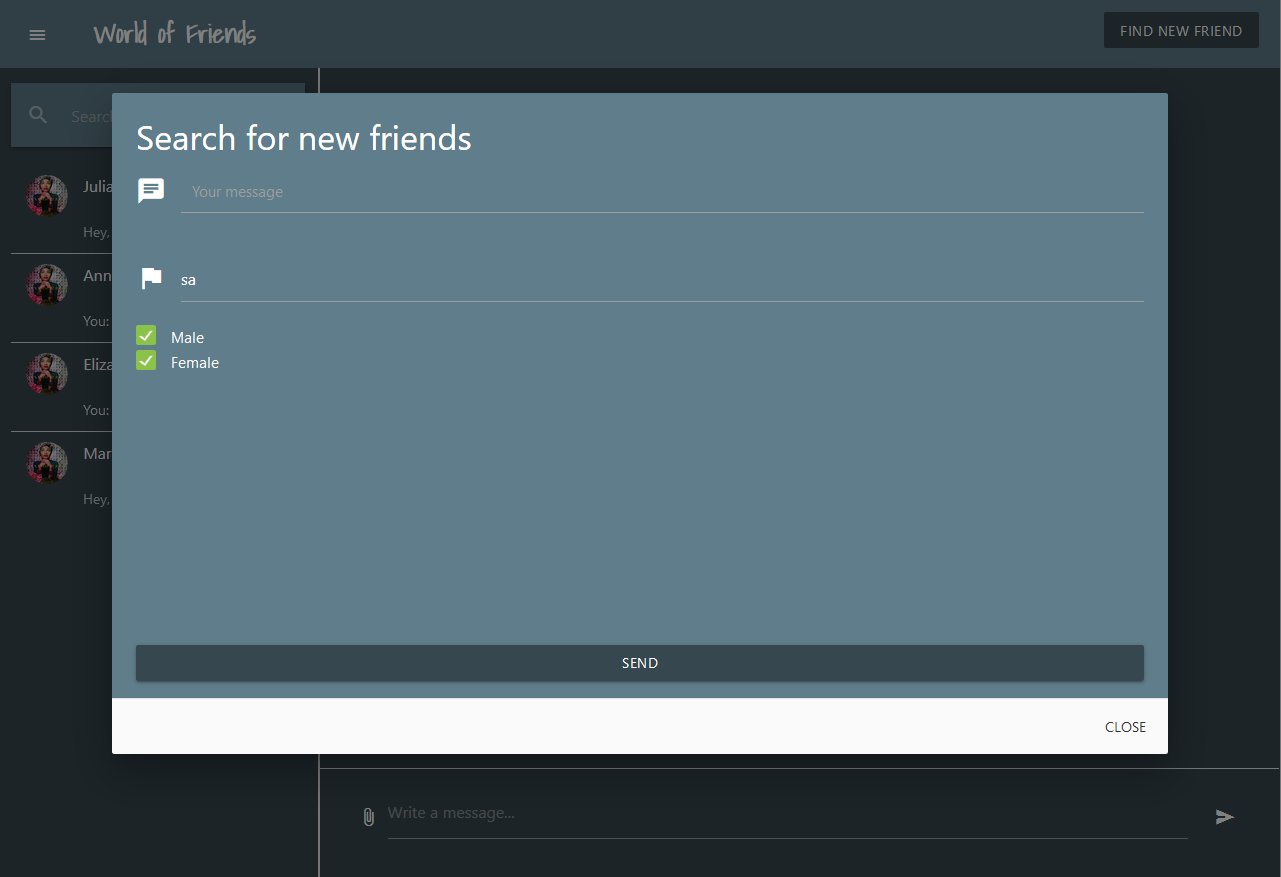 World of Friends
FIND NEW FRIEND
Search for new friends
Your message
sa
Male
Female
SEND
CLOSE
Julia
Hey,
Ann
You:
Eliza
You:
Mar
Hey,
Write a message...